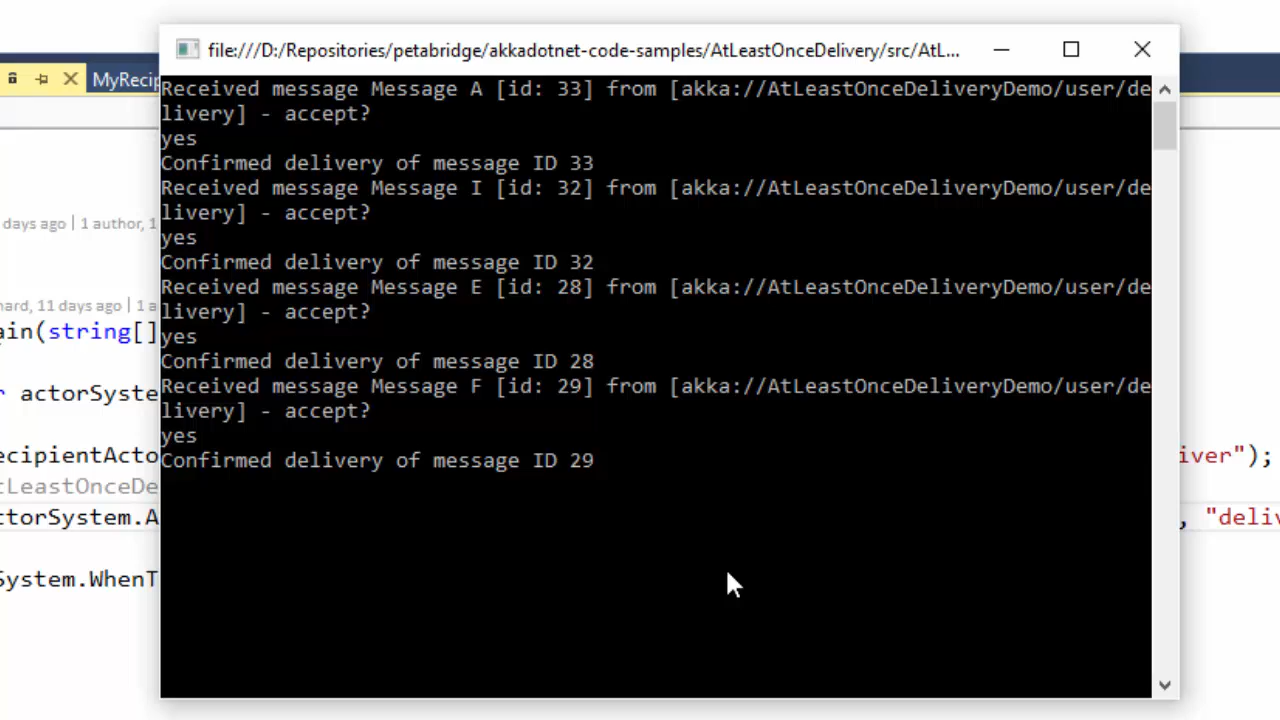 file:///D:/Repositories/petabridge/akkadotnet-code-samples/AtLeastOnceDelivery/src/AtL...
MyRecip
Received message Message A [id: 33] from [akka://AtLeastOnceDeliveryDemo/user/de
livery] - accept?
yes
Confirmed delivery of message ID 33
Received message Message I [id: 32] from [akka://AtLeastOnceDeliveryDemo/user/de
livery] - accept?
yes
Confirmed delivery of message ID 32
Received message Message E [id: 28] from [akka://AtLeastOnceDeliveryDemo/user/de
livery] - accept?
yes
Confirmed delivery of message ID 28
Received message Message F [id: 29] from [akka://AtLeastOnceDeliveryDemo/user/de
livery] - accept?
yes
Confirmed delivery of message ID 29
days ago | 1 author, 1
nard, 11 days ago | 1 a
ain(string[]
r actorSyste
ecipientActo
iver");
tLeastOnceDe
ctorSystem.A
, "deliv
System.WhenT